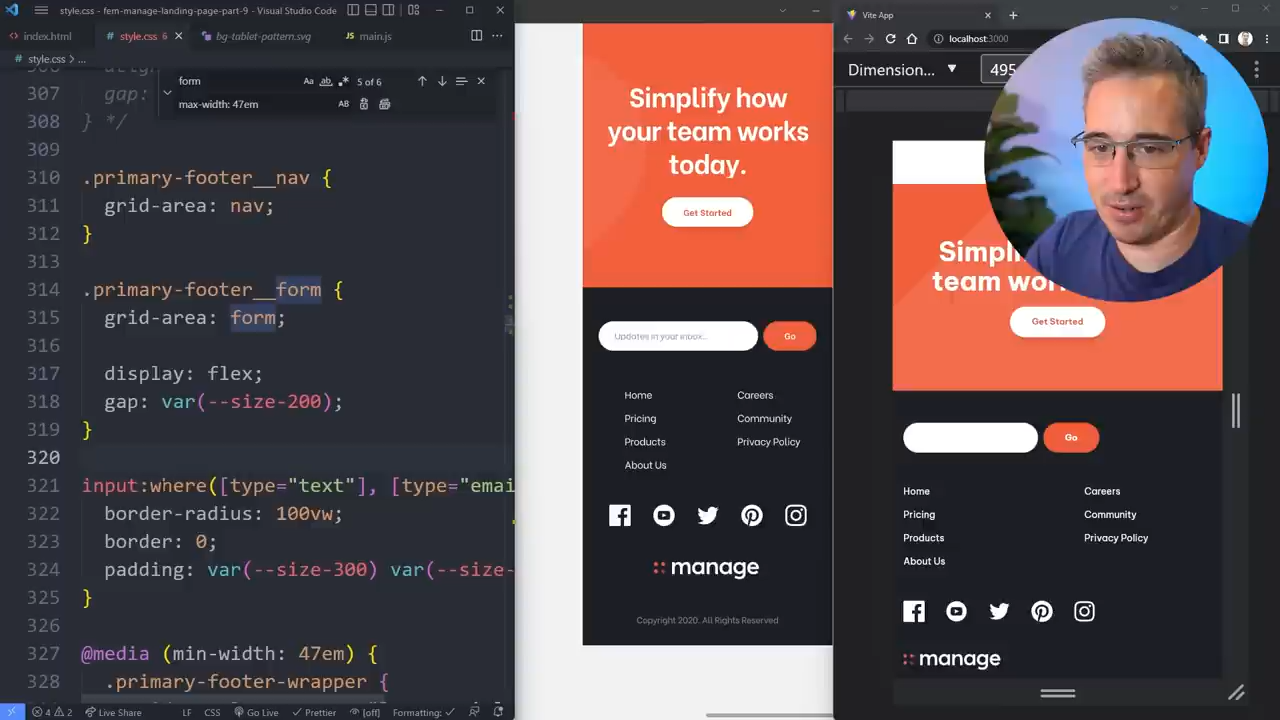 style.css - fem-manage-landing-page-part-9 - Visual Studio Code
index.html
style.css 6
bg-tablet-pattern.svg
main.js
style.css > ...
form
Aa
ab
5 of 6
max-width: 47em
AB
307 gap:
308 } */
309
310 .primary-footer__nav {
311 grid-area: nav;
312 }
313
314 .primary-footer__form {
315 grid-area: form;
316
317 display: flex;
318 gap: var(--size-200);
319 }
320
321 input:where([type="text"], [type="emai
322 border-radius: 100vw;
323 border: 0;
324 padding: var(--size-300) var(--size-
325 }
326
327 @media (min-width: 47em) {
328 .primary-footer-wrapper {
4 2 Live Share LF CSS Go Live Prettier [off] Formatting:
Simplify how
your team works
today.
Get Started
Updates in your inbox...
Go
Home
Careers
Pricing
Community
Products
Privacy Policy
About Us
manage
Copyright 2020. All Rights Reserved
Vite App
localhost:3000
Dimension...
495
Get Started
Go
Home
Careers
Pricing
Community
Products
Privacy Policy
About Us
manage